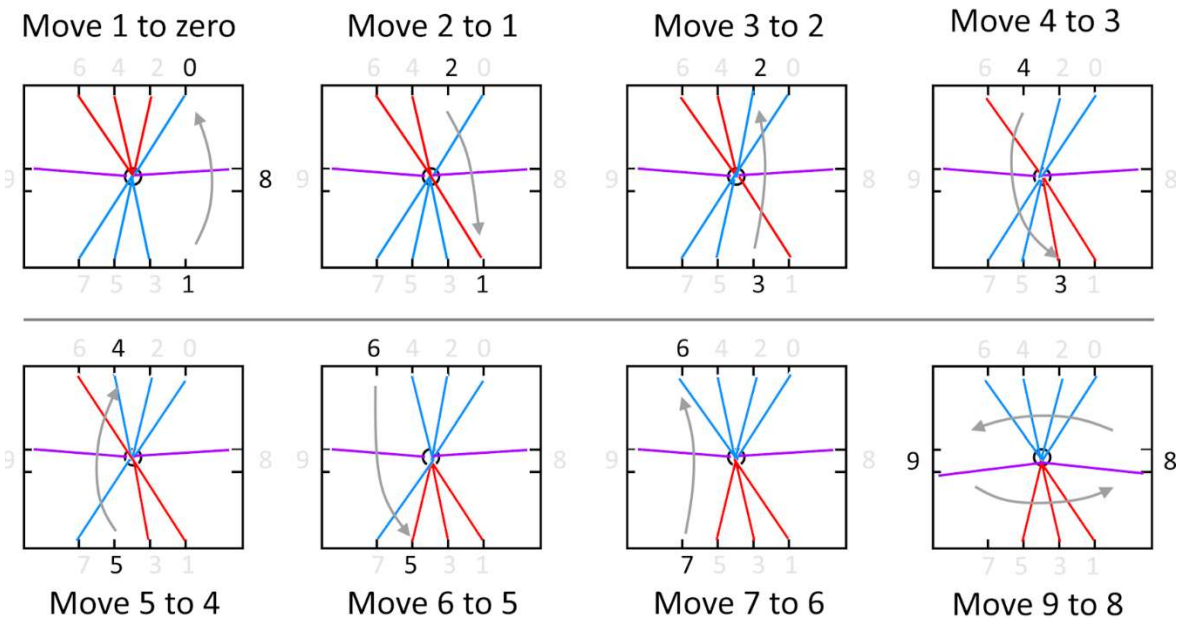 Move 1 to zero Move 2 to 1 Move 3 to 2 Move 4 to 3
6 4 2 0 6 4 2 0 6 4 2 0 6 4 2 0
9 8 9 8 9 8 9 8
7 5 3 1 7 5 3 1 7 5 3 1 7 5 3 1
6 4 2 0 6 4 2 0 6 4 2 0 6 4 2 0
9 8 9 8 9 8 9 8
7 5 3 1 7 5 3 1 7 5 3 1 7 5 3 1
Move 5 to 4 Move 6 to 5 Move 7 to 6 Move 9 to 8